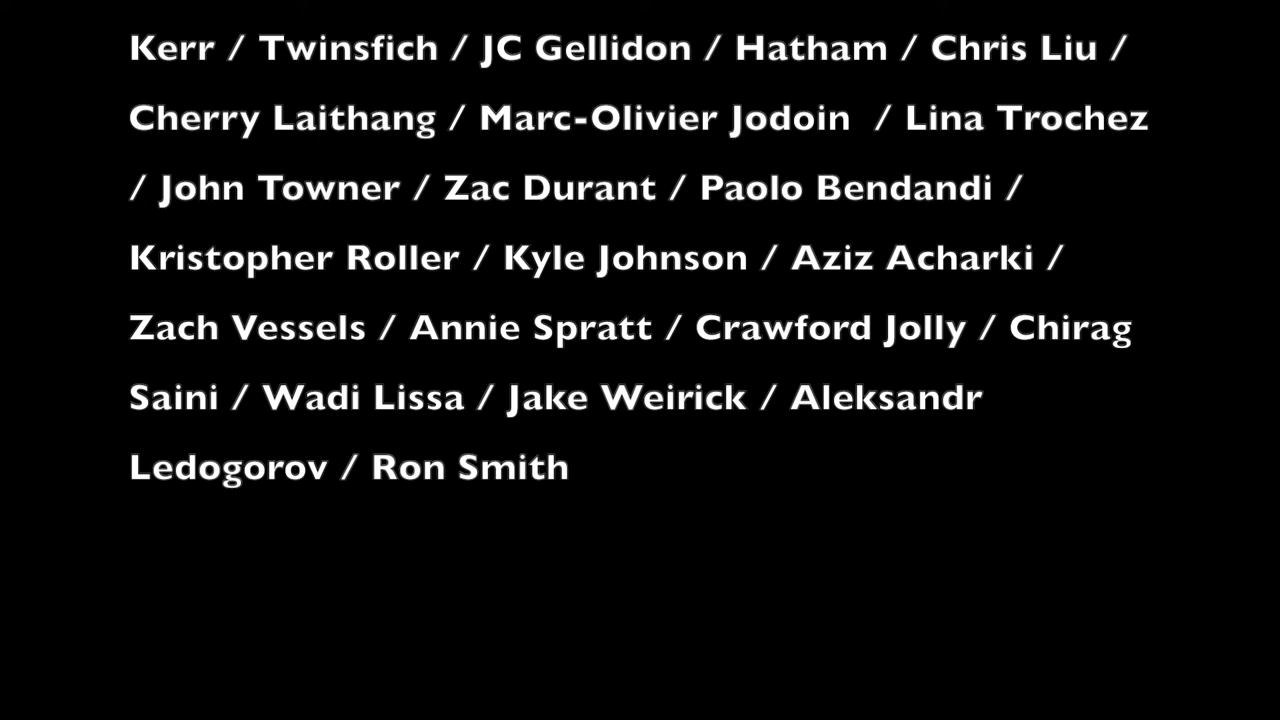 Kerr / Twinsfich / JC Gellidon / Hatham / Chris Liu /
Cherry Laithang / Marc-Olivier Jodoin / Lina Trochez
/ John Towner / Zac Durant / Paolo Bendandi /
Kristopher Roller / Kyle Johnson / Aziz Acharki /
Zach Vessels / Annie Spratt / Crawford Jolly / Chirag
Saini / Wadi Lissa / Jake Weirick / Aleksandr
Ledogorov / Ron Smith